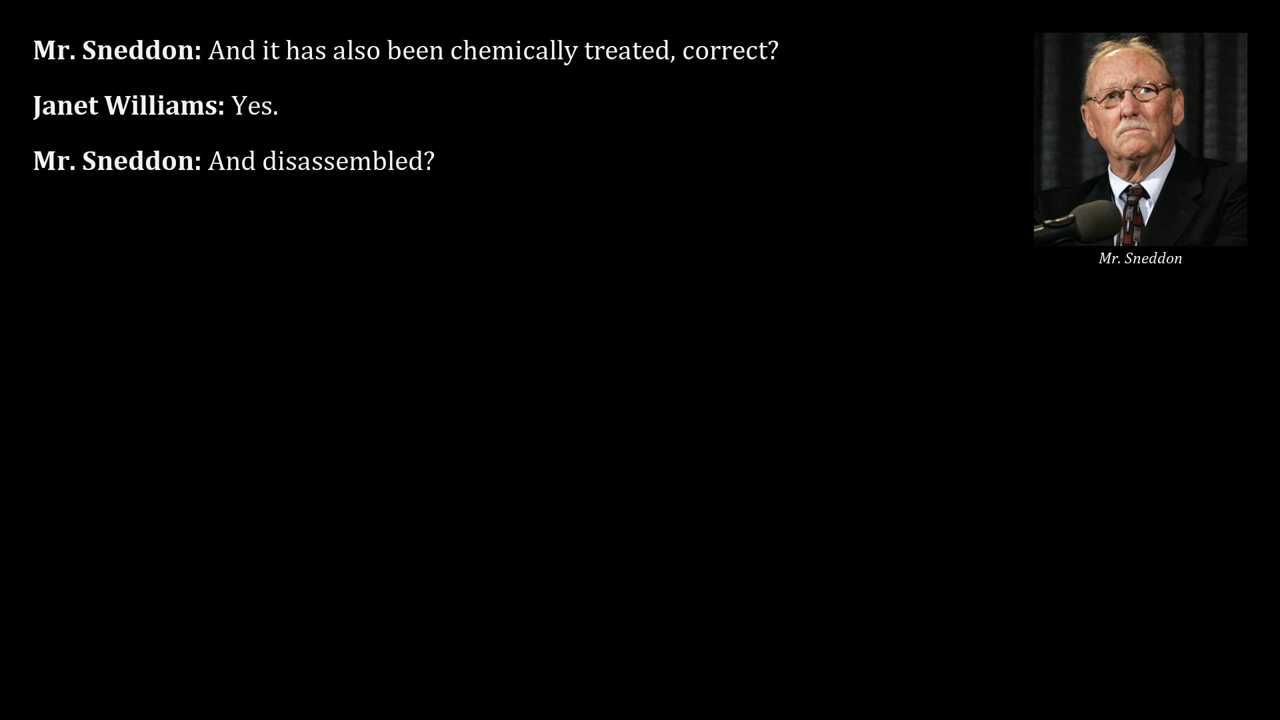 Mr. Sneddon: And it has also been chemically treated, correct?
Janet Williams: Yes.
Mr. Sneddon: And disassembled?
Mr. Sneddon